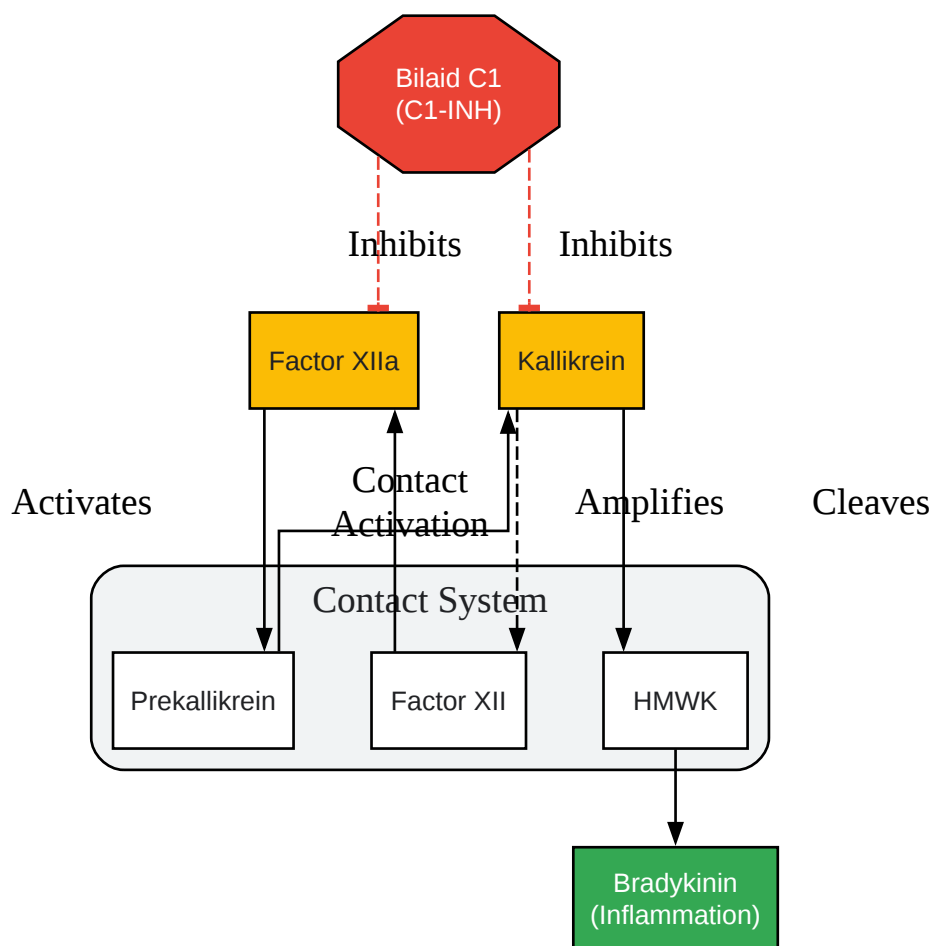 Bilaid C1
(C1-INH)
Inhibits
Inhibits
Factor XIIa
Kallikrein
Activates
Contact
Activation
Amplifies
Cleaves
Contact System
Prekallikrein
Factor XII
HMWK
Bradykinin
(Inflammation)